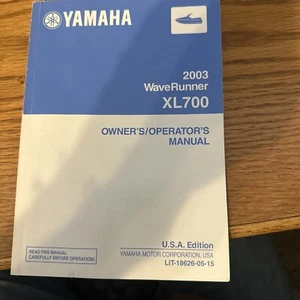 YAMAHA
2003
WaveRunner
XL700
OWNER'S/OPERATOR'S
MANUAL
READ THIS MANUAL
CAREFULLY BEFORE OPERATION!
U.S.A. Edition
YAMAHA MOTOR CORPORATION, USA
LIT-18626-05-15